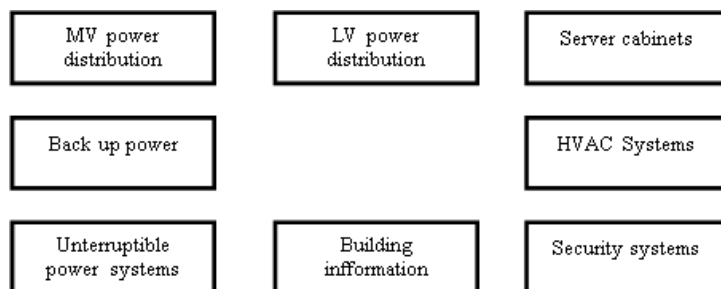 MV power
distribution
LV power
distribution
Server cabinets
Back up power
HVAC Systems
Unterruptible
power systems
Building
infformation
Security systems